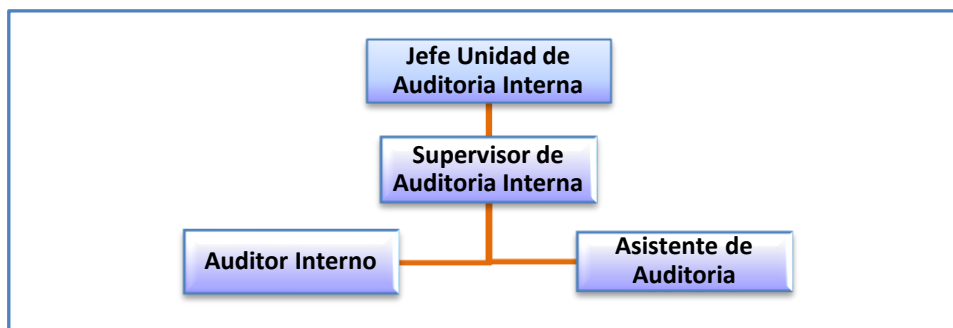 Jefe Unidad de
Auditoria Interna
Supervisor de
Auditoria Interna
Auditor Interno
Asistente de
Auditoria